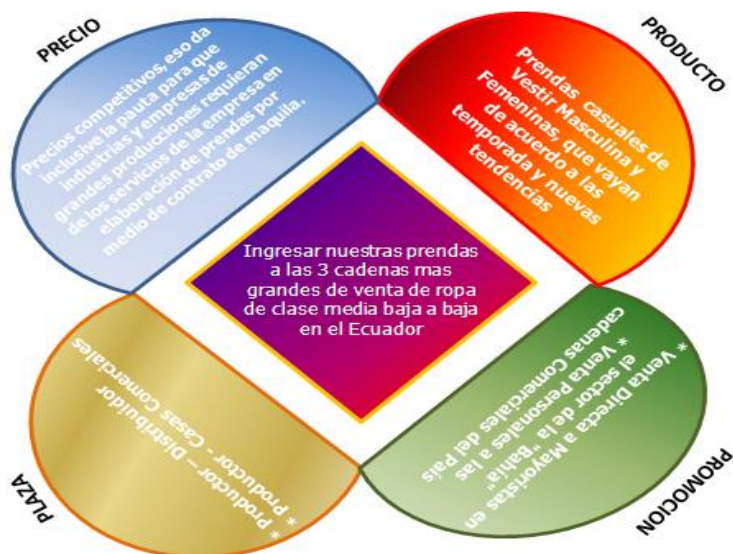 PRECIO
Precios competitivos, eso da
inclusive la pauta para que
industrias y empresas de
grandes producciones requieran
de los servicios de la empresa en
elaboración de prendas por
medio de contrato de maquila.
PRODUCTO
Prendas casuales de
Vestir Masculina y
Femeninas, que vayan
de acuerdo a las
temporada y nuevas
tendencias
Ingresar nuestras prendas
a las 3 cadenas mas
grandes de venta de ropa
de clase media baja a baja
en el Ecuador
PLAZA
* Productor – Distribuidor
* Productor - Casas Comerciales
PROMOCION
* Venta Directa a Mayoristas en
el sector de la "Bahía"
* Venta Personales a las
cadenas Comerciales del País